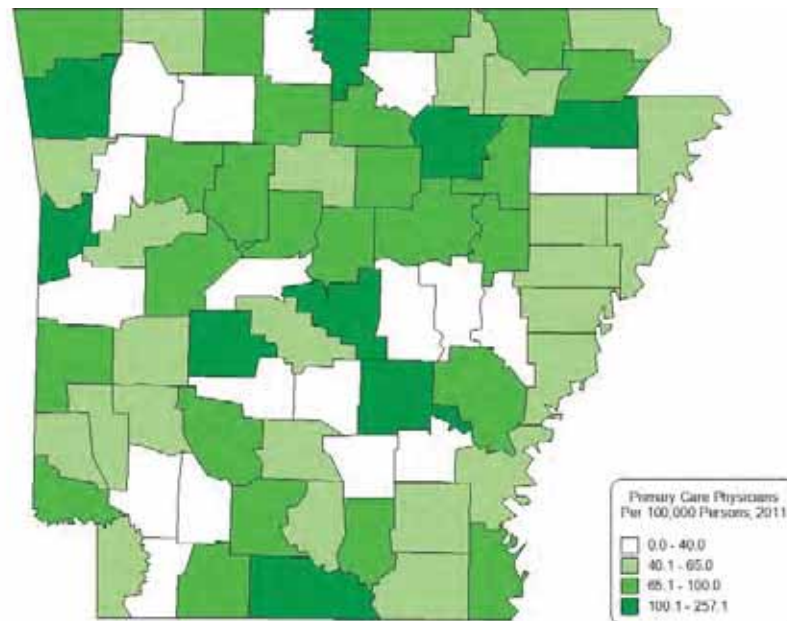 Primary Care Physicians
Per 100,000 Persons, 2011
0.0 - 40.0
40.1 - 65.0
65.1 - 100.0
100.1 - 257.1